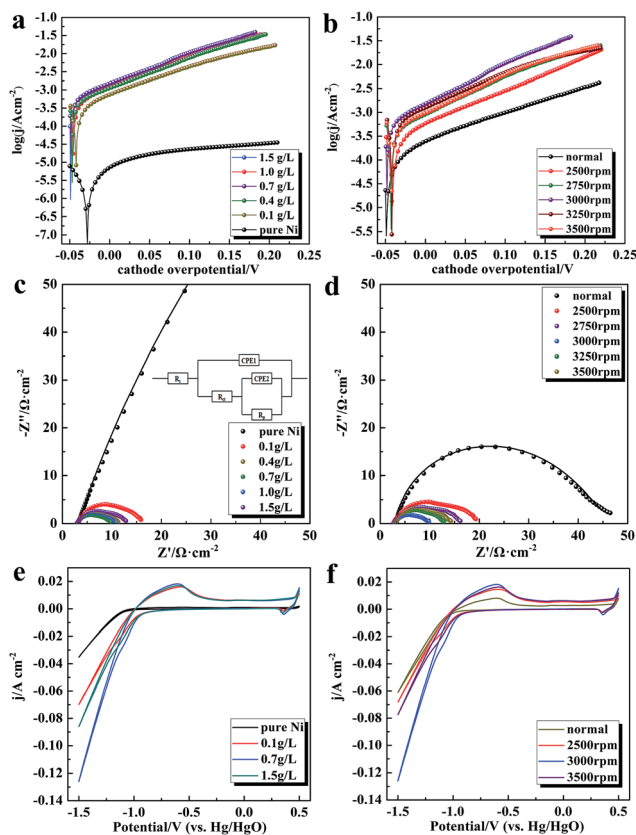 a
log(j/Acm⁻²)
-1.0
-1.5
-2.0
-2.5
-3.0
-3.5
-4.0
-4.5
-5.0
-5.5
-6.0
-6.5
-7.0
1.5 g/L
1.0 g/L
0.7 g/L
0.4 g/L
0.1 g/L
pure Ni
-0.05 0.00 0.05 0.10 0.15 0.20 0.25
cathode overpotential/V
b
log(j/Acm⁻²)
-1.0
-1.5
-2.0
-2.5
-3.0
-3.5
-4.0
-4.5
-5.0
-5.5
normal
2500rpm
2750rpm
3000rpm
3250rpm
3500rpm
-0.05 0.00 0.05 0.10 0.15 0.20 0.25
cathode overpotential/V
c
-Z''/Ω·cm⁻²
50
40
30
20
10
0
CPE1
Rs
CPE2
Rp
pure Ni
0.1g/L
0.4g/L
0.7g/L
1.0g/L
1.5g/L
0 10 20 30 40 50
Z'/Ω·cm⁻²
d
-Z''/Ω·cm⁻²
50
40
30
20
10
0
normal
2500rpm
2750rpm
3000rpm
3250rpm
3500rpm
0 10 20 30 40 50
Z'/Ω·cm⁻²
e
j/A cm⁻²
0.02
0.00
-0.02
-0.04
-0.06
-0.08
-0.10
-0.12
-0.14
pure Ni
0.1g/L
0.7g/L
1.5g/L
-1.5 -1.0 -0.5 0.0 0.5
Potential/V (vs. Hg/HgO)
f
j/A cm⁻²
0.02
0.00
-0.02
-0.04
-0.06
-0.08
-0.10
-0.12
-0.14
normal
2500rpm
3000rpm
3500rpm
-1.5 -1.0 -0.5 0.0 0.5
Potential/V (vs. Hg/HgO)